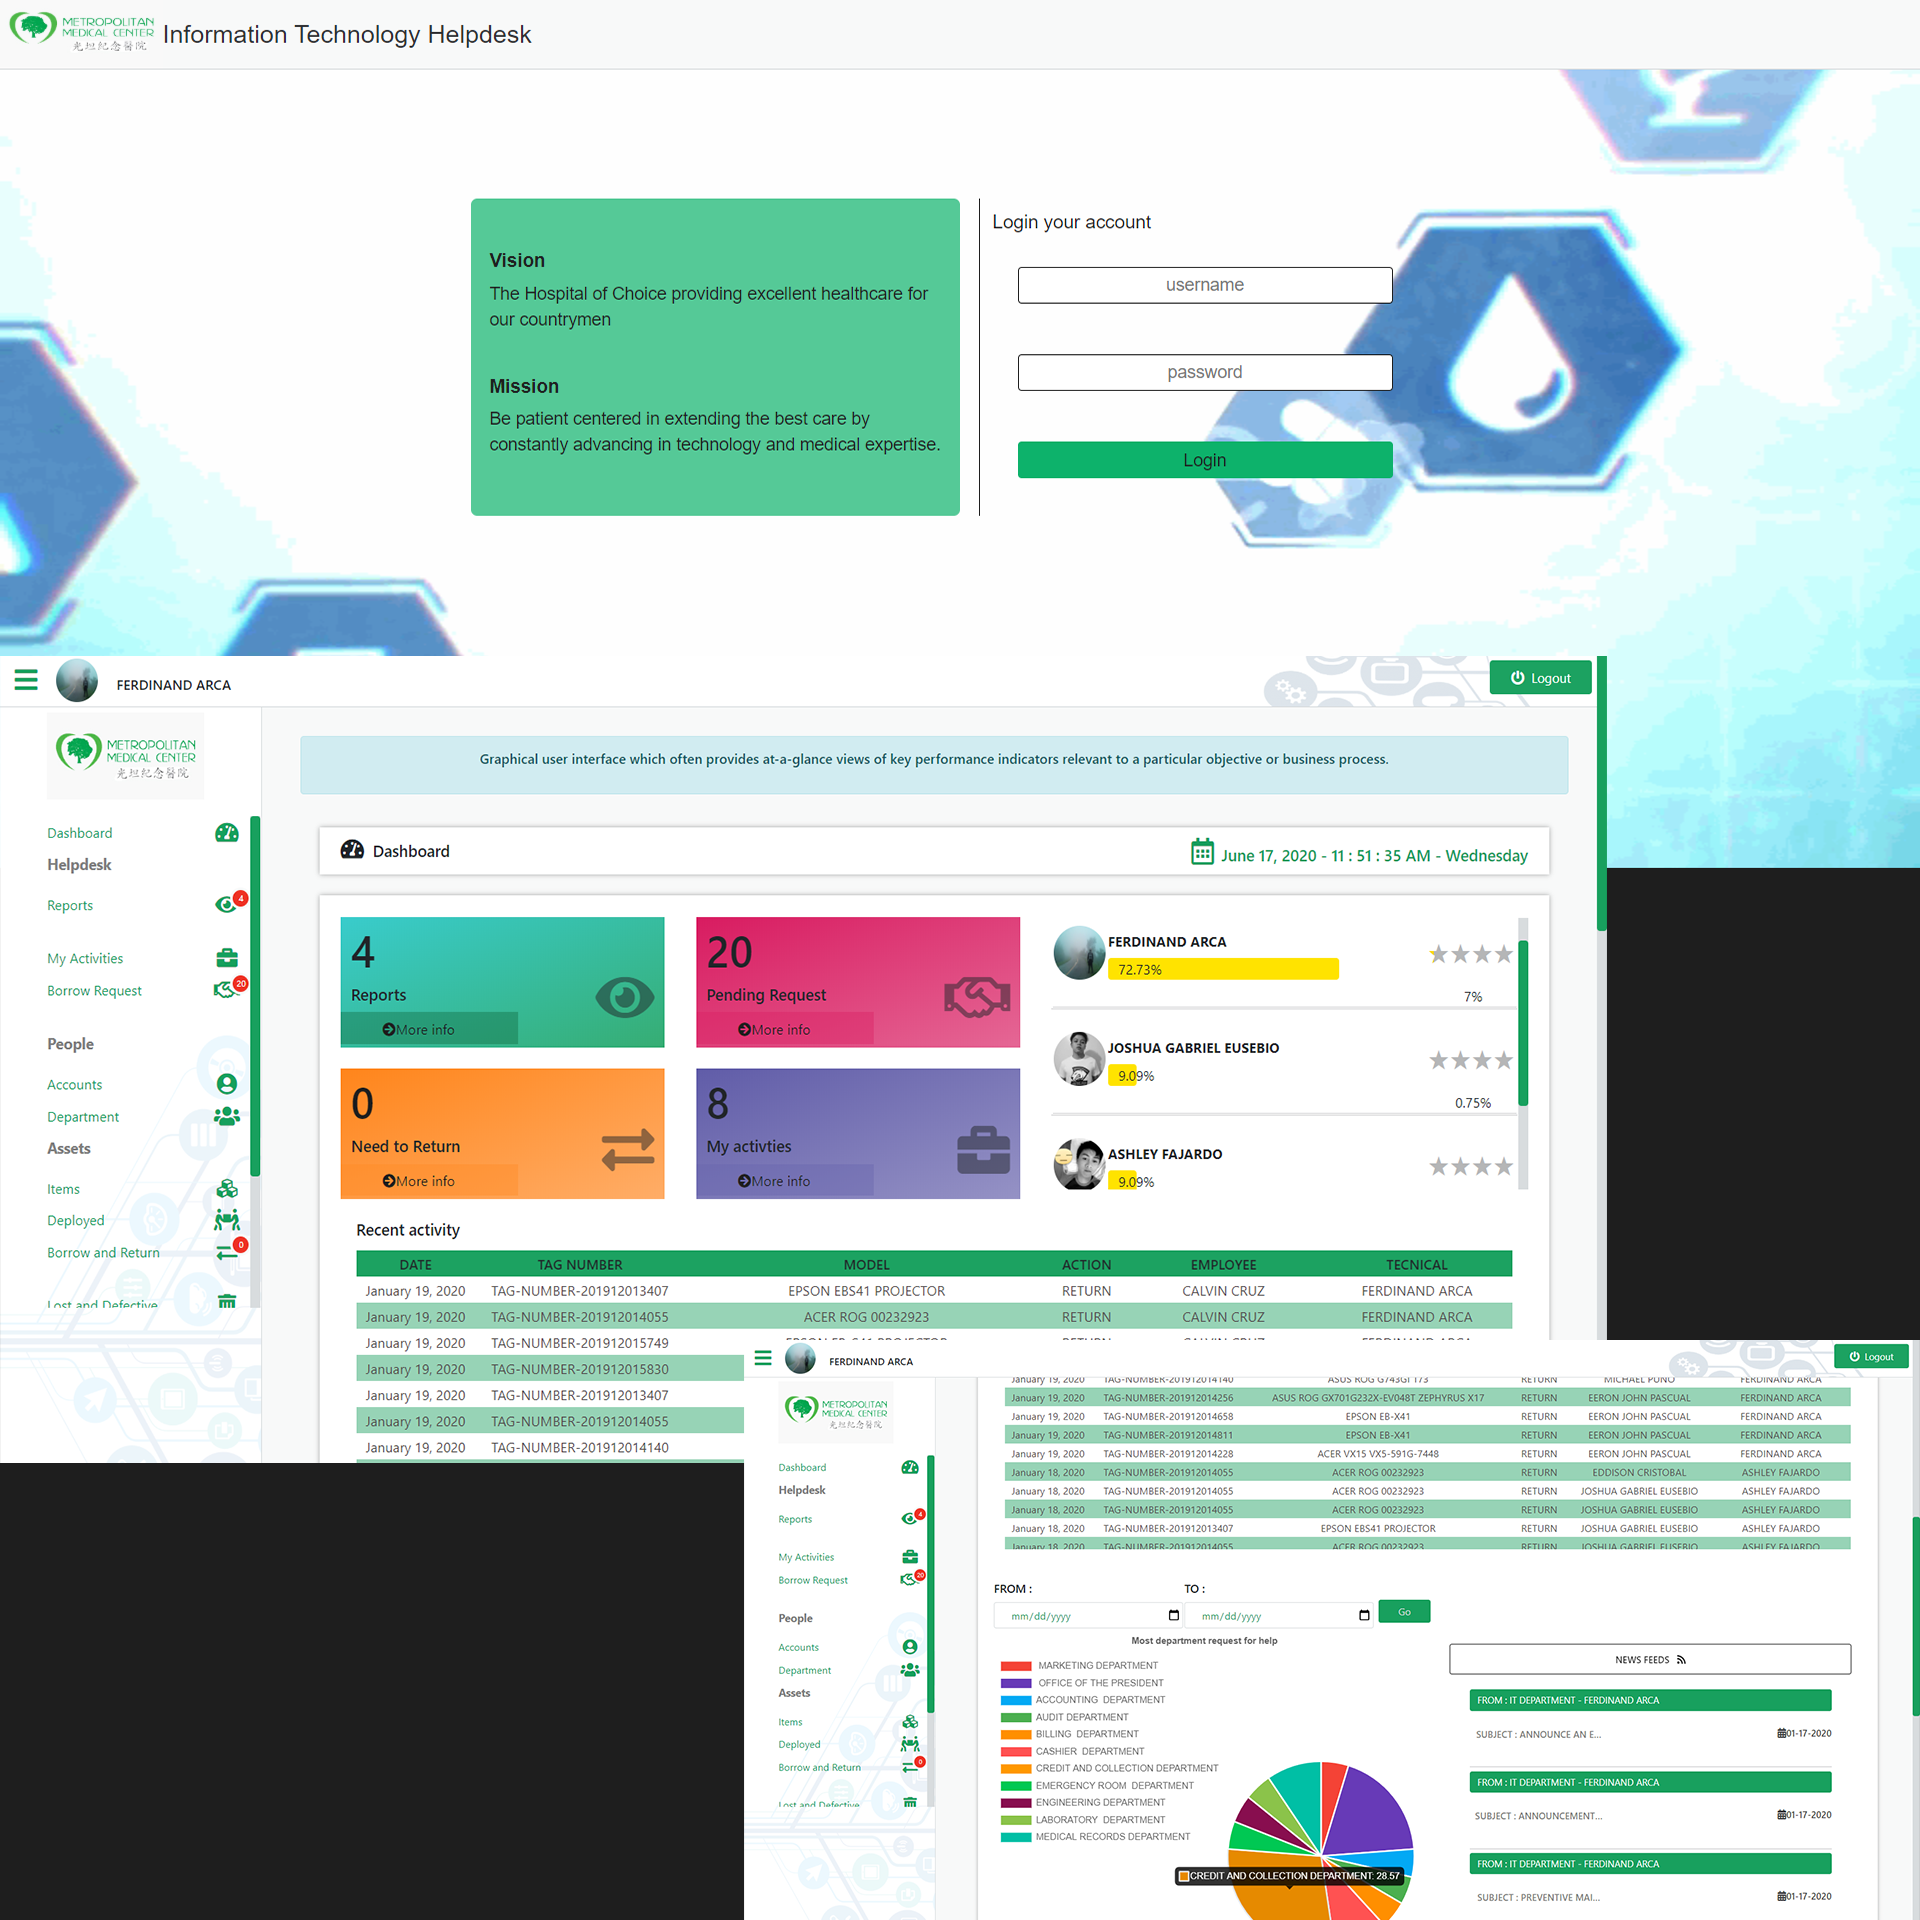 METROPOLITAN
MEDICAL CENTER
光坦紀念醫院
Information Technology Helpdesk
Vision
The Hospital of Choice providing excellent healthcare for
our countrymen
Mission
Be patient centered in extending the best care by
constantly advancing in technology and medical expertise.
Login your account
username
password
Login
FERDINAND ARCA
Logout
METROPOLITAN
MEDICAL CENTER
光坦紀念醫院
Dashboard
Helpdesk
Reports 4
My Activities
Borrow Request 20
People
Accounts
Department
Assets
Items
Deployed
Borrow and Return 0
Lost and Defective
Graphical user interface which often provides at-a-glance views of key performance indicators relevant to a particular objective or business process.
Dashboard
June 17, 2020 - 11 : 51 : 35 AM - Wednesday
4
Reports
More info
20
Pending Request
More info
0
Need to Return
More info
8
My activties
More info
FERDINAND ARCA
72.73%
7%
JOSHUA GABRIEL EUSEBIO
9.09%
0.75%
ASHLEY FAJARDO
9.09%
Recent activity
DATE TAG NUMBER MODEL ACTION EMPLOYEE TECNICAL
January 19, 2020 TAG-NUMBER-201912013407 EPSON EBS41 PROJECTOR RETURN CALVIN CRUZ FERDINAND ARCA
January 19, 2020 TAG-NUMBER-201912014055 ACER ROG 00232923 RETURN CALVIN CRUZ FERDINAND ARCA
January 19, 2020 TAG-NUMBER-201912015749
January 19, 2020 TAG-NUMBER-201912015830
January 19, 2020 TAG-NUMBER-201912013407
January 19, 2020 TAG-NUMBER-201912014055
January 19, 2020 TAG-NUMBER-201912014140
FERDINAND ARCA
Logout
METROPOLITAN
MEDICAL CENTER
光坦紀念醫院
Dashboard
Helpdesk
Reports 4
My Activities
Borrow Request 20
People
Accounts
Department
Assets
Items
Deployed
Borrow and Return 0
Lost and Defective
January 19, 2020 TAG-NUMBER-201912014140 ASUS ROG G743GI 173 RETURN MICHAEL PUNO FERDINAND ARCA
January 19, 2020 TAG-NUMBER-201912014256 ASUS ROG GX701G232X-EV048T ZEPHYRUS X17 RETURN EERON JOHN PASCUAL FERDINAND ARCA
January 19, 2020 TAG-NUMBER-201912014658 EPSON EB-X41 RETURN EERON JOHN PASCUAL FERDINAND ARCA
January 19, 2020 TAG-NUMBER-201912014811 EPSON EB-X41 RETURN EERON JOHN PASCUAL FERDINAND ARCA
January 19, 2020 TAG-NUMBER-201912014228 ACER VX15 VX5-591G-7448 RETURN EERON JOHN PASCUAL FERDINAND ARCA
January 18, 2020 TAG-NUMBER-201912014055 ACER ROG 00232923 RETURN EDDISON CRISTOBAL ASHLEY FAJARDO
January 18, 2020 TAG-NUMBER-201912014055 ACER ROG 00232923 RETURN JOSHUA GABRIEL EUSEBIO ASHLEY FAJARDO
January 18, 2020 TAG-NUMBER-201912014055 ACER ROG 00232923 RETURN JOSHUA GABRIEL EUSEBIO ASHLEY FAJARDO
January 18, 2020 TAG-NUMBER-201912013407 EPSON EBS41 PROJECTOR RETURN JOSHUA GABRIEL EUSEBIO ASHLEY FAJARDO
January 18, 2020 TAG-NUMBER-201912014055 ACER ROG 00232923 RETURN JOSHUA GABRIEL EUSEBIO ASHLEY FAJARDO
FROM : TO :
mm/dd/yyyy mm/dd/yyyy Go
Most department request for help
MARKETING DEPARTMENT
OFFICE OF THE PRESIDENT
ACCOUNTING DEPARTMENT
AUDIT DEPARTMENT
BILLING DEPARTMENT
CASHIER DEPARTMENT
CREDIT AND COLLECTION DEPARTMENT
EMERGENCY ROOM DEPARTMENT
ENGINEERING DEPARTMENT
LABORATORY DEPARTMENT
MEDICAL RECORDS DEPARTMENT
CREDIT AND COLLECTION DEPARTMENT: 28.57
NEWS FEEDS
FROM : IT DEPARTMENT - FERDINAND ARCA
SUBJECT : ANNOUNCE AN E... 01-17-2020
FROM : IT DEPARTMENT - FERDINAND ARCA
SUBJECT : ANNOUNCEMENT... 01-17-2020
FROM : IT DEPARTMENT - FERDINAND ARCA
SUBJECT : PREVENTIVE MAI... 01-17-2020